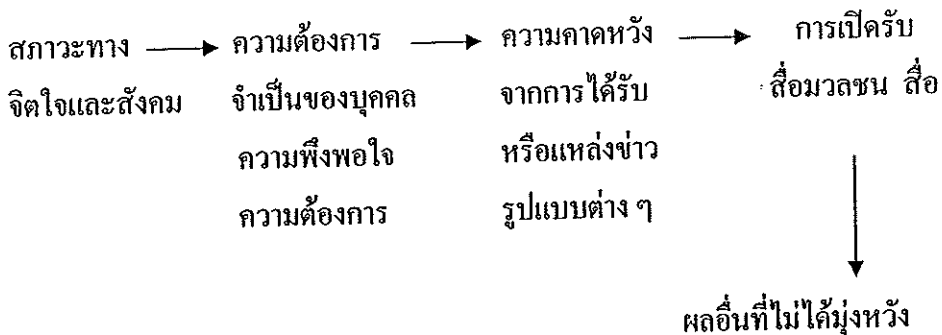 สภาวะทาง
จิตใจและสังคม
ความต้องการ
จำเป็นของบุคคล
ความพึงพอใจ
ความต้องการ
ความคาดหวัง
จากการได้รับ
หรือแหล่งข่าว
รูปแบบต่าง ๆ
การเปิดรับ
สื่อมวลชน สื่อ
ผลอื่นที่ไม่ได้มุ่งหวัง